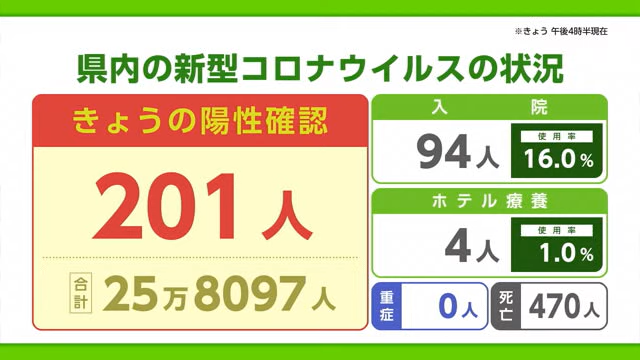 ※きょう 午後4時半現在
県内の新型コロナウイルスの状況
きょうの陽性確認
201人
合計 25万8097人
入院
94人
使用率
16.0%
ホテル療養
4人
使用率
1.0%
重症 0人
死亡 470人